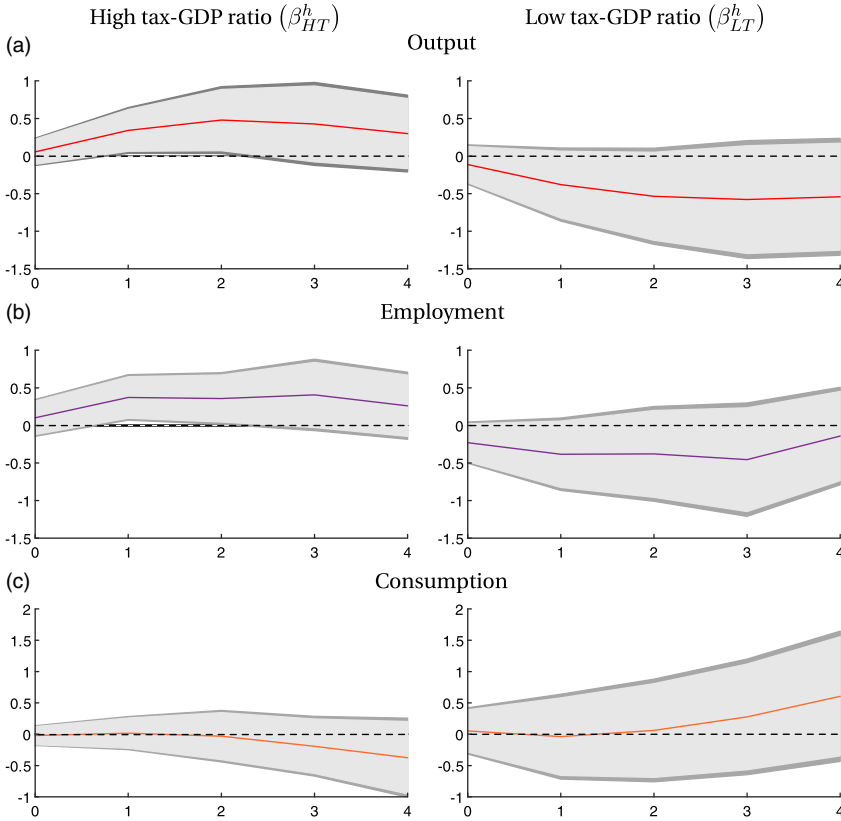 High tax-GDP ratio (β^h_HT) Low tax-GDP ratio (β^h_LT)
(a) Output
1 1
0.5 0.5
0 0
-0.5 -0.5
-1 -1
-1.5 -1.5
0 1 2 3 4 0 1 2 3 4
(b) Employment
1 1
0.5 0.5
0 0
-0.5 -0.5
-1 -1
-1.5 -1.5
0 1 2 3 4 0 1 2 3 4
(c) Consumption
2 2
1.5 1.5
1 1
0.5 0.5
0 0
-0.5 -0.5
-1 -1
0 1 2 3 4 0 1 2 3 4